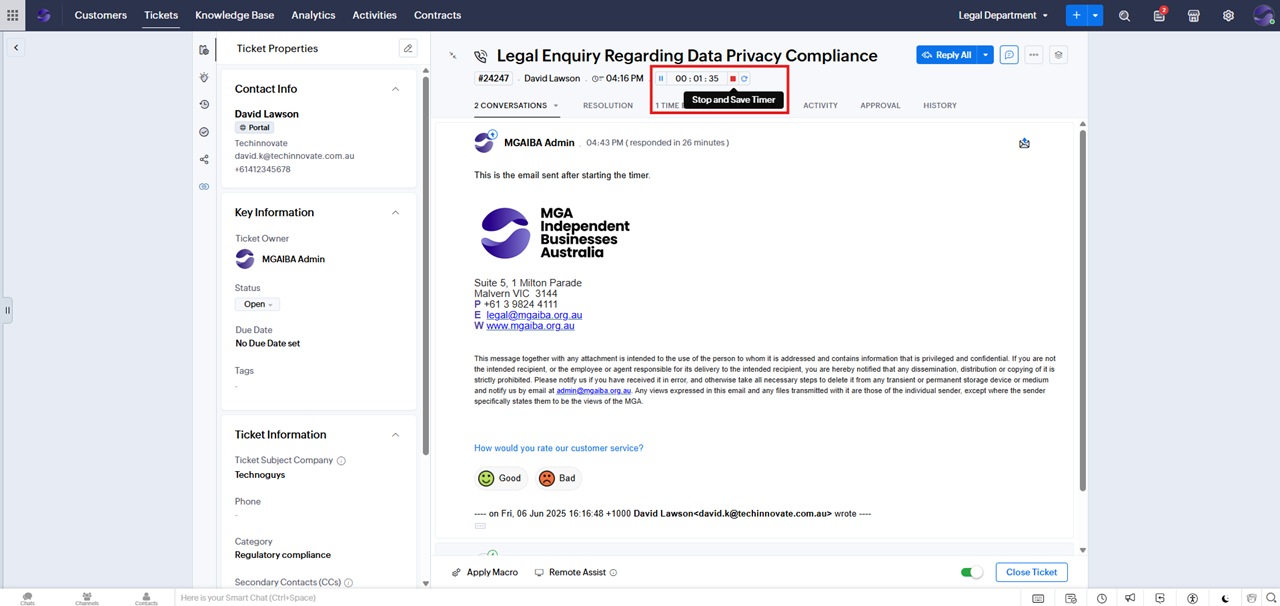 Customers Tickets Knowledge Base Analytics Activities Contracts Legal Department 2
Ticket Properties
Contact Info
David Lawson
Portal
Techinnovate
david.k@techinnovate.com.au
+61412345678
Key Information
Ticket Owner
MGAIBA Admin
Status
Open
Due Date
No Due Date set
Tags
-
Ticket Information
Ticket Subject Company
Technoguys
Phone
-
Category
Regulatory compliance
Secondary Contacts (CCs)
Legal Enquiry Regarding Data Privacy Compliance
Reply All
#24247 David Lawson 04:16 PM 00 : 01 : 35
Stop and Save Timer
2 CONVERSATIONS RESOLUTION 1 TIME ACTIVITY APPROVAL HISTORY
MGAIBA Admin . 04:43 PM ( responded in 26 minutes )
This is the email sent after starting the timer.
MGA
Independent
Businesses
Australia
Suite 5, 1 Milton Parade
Malvern VIC 3144
P +61 3 9824 4111
E legal@mgaiba.org.au
W www.mgaiba.org.au
This message together with any attachment is intended to the use of the person to whom it is addressed and contains information that is privileged and confidential. If you are not
the intended recipient, or the employee or agent responsible for its delivery to the intended recipient, you are hereby notified that any dissemination, distribution or copying of it is
strictly prohibited. Please notify us if you have received it in error, and otherwise take all necessary steps to delete it from any transient or permanent storage device or medium
and notify us by email at admin@mgaiba.org.au. Any views expressed in this email and any files transmitted with it are those of the individual sender, except where the sender
specifically states them to be the views of the MGA.
How would you rate our customer service?
Good Bad
---- on Fri, 06 Jun 2025 16:16:48 +1000 David Lawson<david.k@techinnovate.com.au> wrote ----
Apply Macro Remote Assist Close Ticket
Chats Channels Contacts Here is your Smart Chat (Ctrl+Space)